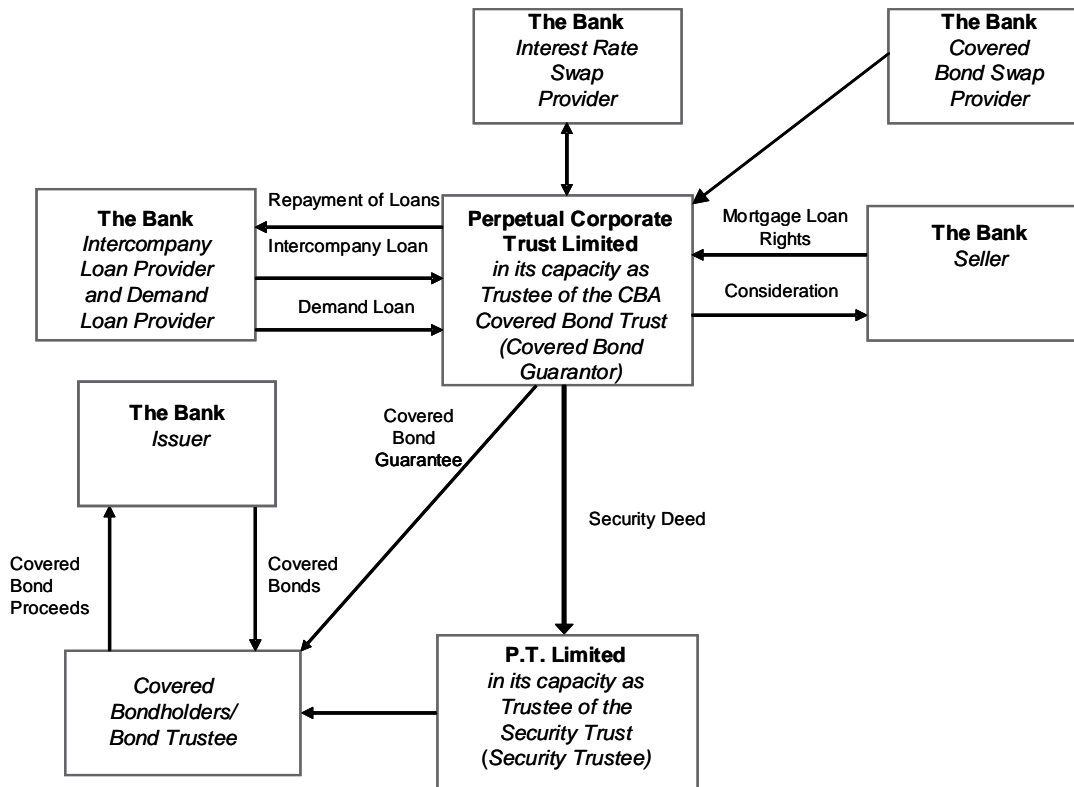 The Bank
Interest Rate
Swap
Provider
The Bank
Covered
Bond Swap
Provider
The Bank
Intercompany
Loan Provider
and Demand
Loan Provider
Repayment of Loans
Intercompany Loan
Demand Loan
Perpetual Corporate
Trust Limited
in its capacity as
Trustee of the CBA
Covered Bond Trust
(Covered Bond
Guarantor)
Mortgage Loan
Rights
Consideration
The Bank
Seller
The Bank
Issuer
Covered
Bond
Guarantee
Security Deed
Covered
Bond
Proceeds
Covered
Bonds
Covered
Bondholders/
Bond Trustee
P.T. Limited
in its capacity as
Trustee of the
Security Trust
(Security Trustee)